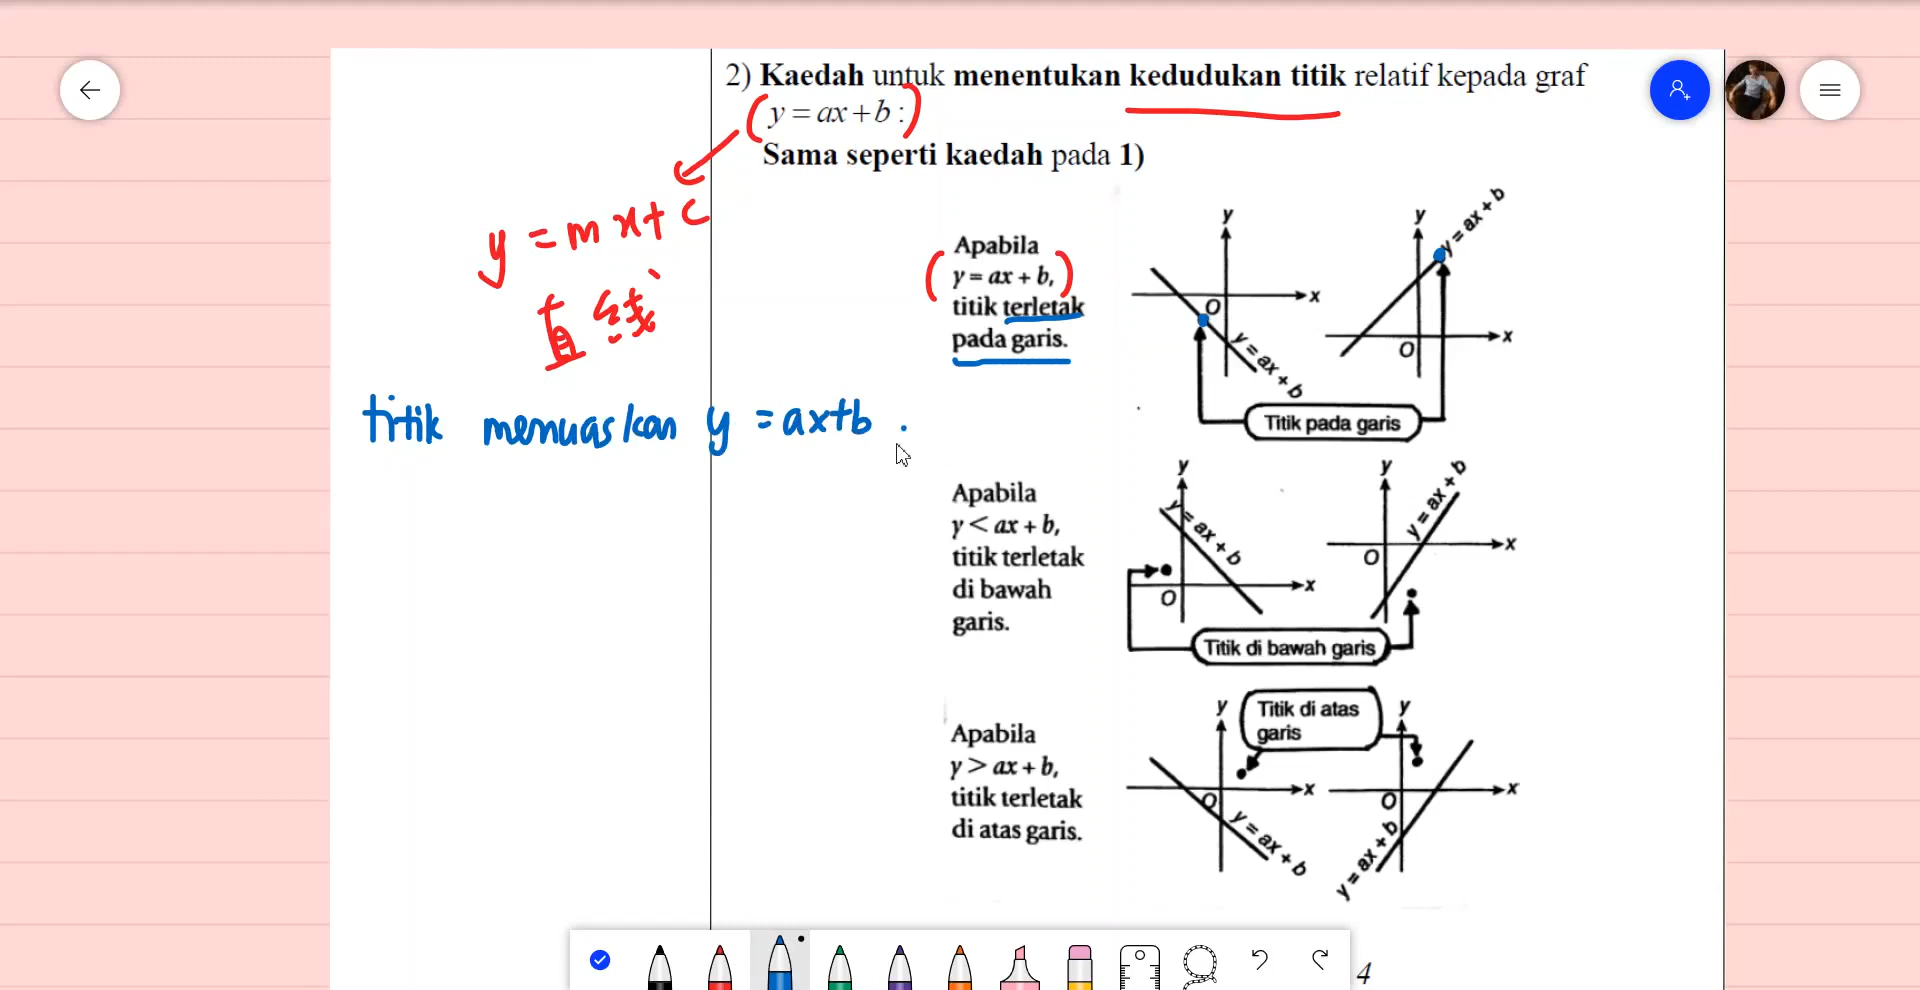 2) Kaedah untuk menentukan kedudukan titik relatif kepada graf
y = ax + b :
Sama seperti kaedah pada 1)
y = mx + c
直线
titik memuaskan y = ax + b .
Apabila
y = ax + b,
titik terletak
pada garis.
y
x
O
y = ax + b
y
x
O
y = ax + b
Titik pada garis
Apabila
y < ax + b,
titik terletak
di bawah
garis.
y
x
O
y = ax + b
y
x
O
y = ax + b
Titik di bawah garis
Apabila
y > ax + b,
titik terletak
di atas garis.
Titik di atas
garis
y
x
O
y = ax + b
y
x
O
y = ax + b
4